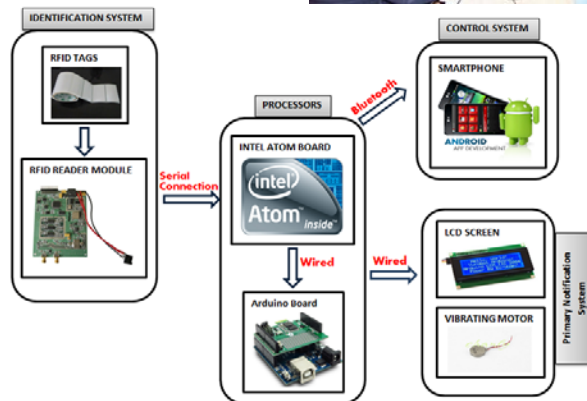 IDENTIFICATION SYSTEM
RFID TAGS
RFID READER MODULE
Serial
Connection
PROCESSORS
INTEL ATOM BOARD
intel
Atom
inside
Wired
Arduino Board
Bluetooth
Wired
CONTROL SYSTEM
SMARTPHONE
ANDROID
APP DEVELOPMENT
LCD SCREEN
VIBRATING MOTOR
Primary Notification
System